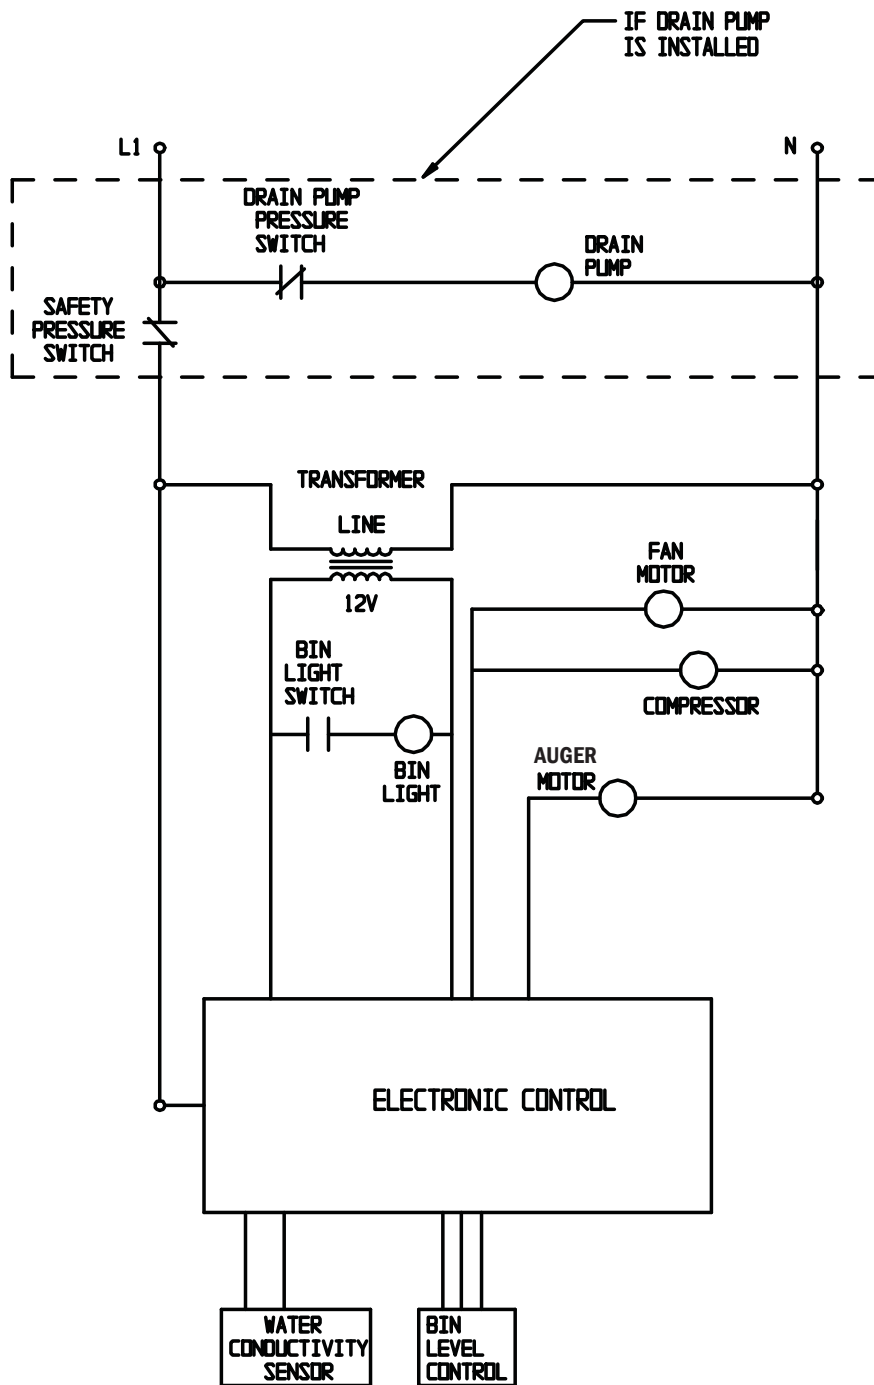 IF DRAIN PUMP
IS INSTALLED
L1
N
DRAIN PUMP
PRESSURE
SWITCH
DRAIN
PUMP
SAFETY
PRESSURE
SWITCH
TRANSFORMER
LINE
12V
FAN
MOTOR
BIN
LIGHT
SWITCH
COMPRESSOR
BIN
LIGHT
AUGER
MOTOR
ELECTRONIC CONTROL
WATER
CONDUCTIVITY
SENSOR
BIN
LEVEL
CONTROL